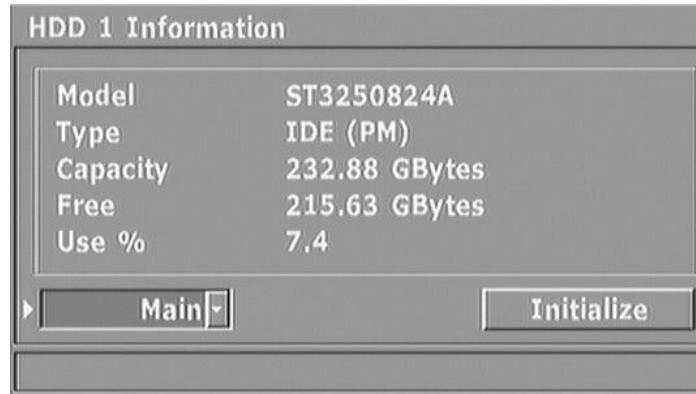 HDD 1 Information
Model ST3250824A
Type IDE (PM)
Capacity 232.88 GBytes
Free 215.63 GBytes
Use % 7.4
Main Initialize